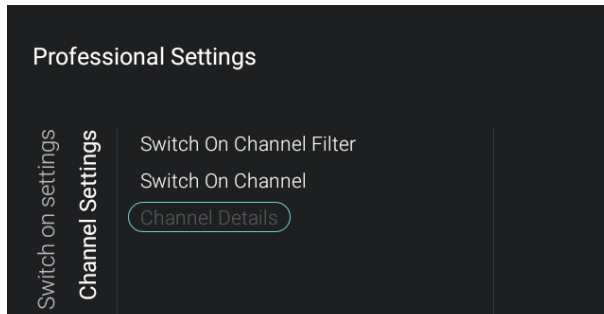 Professional Settings
Switch on settings
Channel Settings
Switch On Channel Filter
Switch On Channel
Channel Details